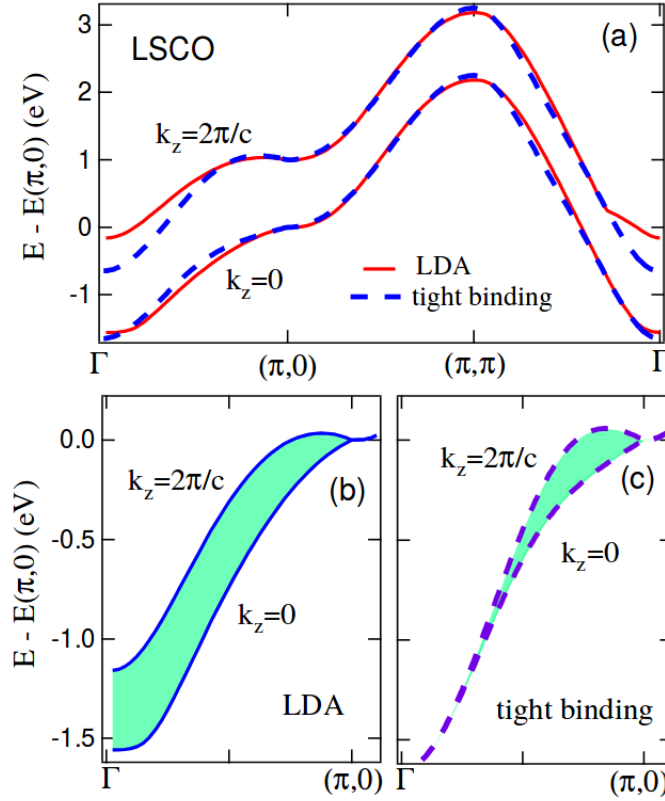 LSCO
(a)
k_z=2π/c
k_z=0
LDA
tight binding
E - E(π,0) (eV)
3
2
1
0
-1
Γ
(π,0)
(π,π)
Γ
k_z=2π/c
(b)
k_z=0
LDA
E - E(π,0) (eV)
0.0
-0.5
-1.0
-1.5
Γ
(π,0)
k_z=2π/c
(c)
k_z=0
tight binding
Γ
(π,0)